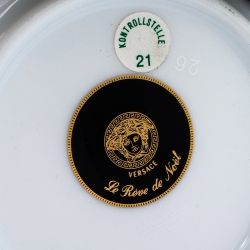 KONTROLLSTELLE
21
26
VERSACE
Le Rêve de Noël